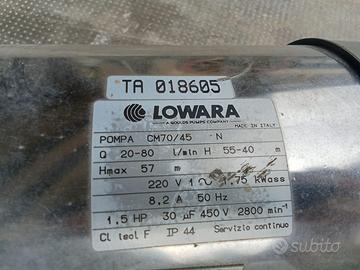 TA 018605
LOWARA
A GOULDS PUMPS COMPANY
MADE IN ITALY
POMPA CM70/45 N
Q 20-80 l/min H 55-40 m
Hmax 57 m
220 V 1 ~ 1,75 kWass
8,2 A 50 Hz
1,5 HP 30 µF 450 V 2800 min⁻¹
Cl isol F IP 44 Servizio continuo
subito